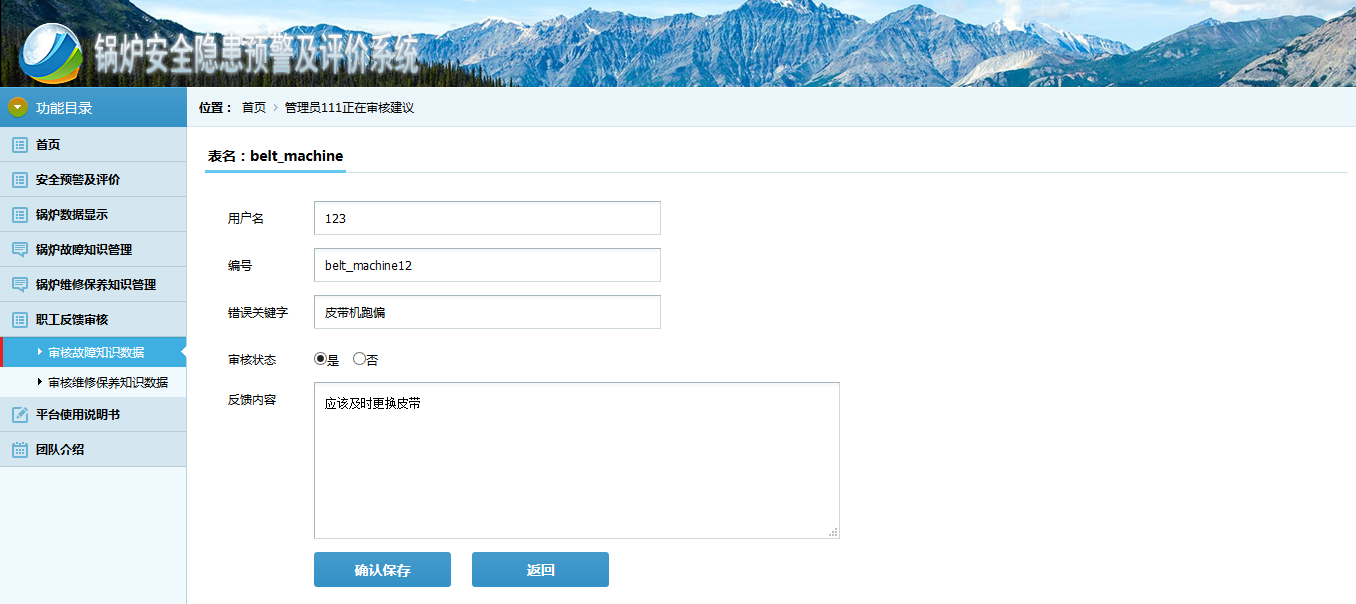 锅炉安全隐患预警及评价系统
功能目录
位置： 首页 › 管理员111正在审核建议
首页
安全预警及评价
锅炉数据显示
锅炉故障知识管理
锅炉维修保养知识管理
职工反馈审核
审核故障知识数据
审核维修保养知识数据
平台使用说明书
团队介绍
表名：belt_machine
用户名 123
编号 belt_machine12
错误关键字 皮带机跑偏
审核状态 是 否
反馈内容 应该及时更换皮带
确认保存 返回